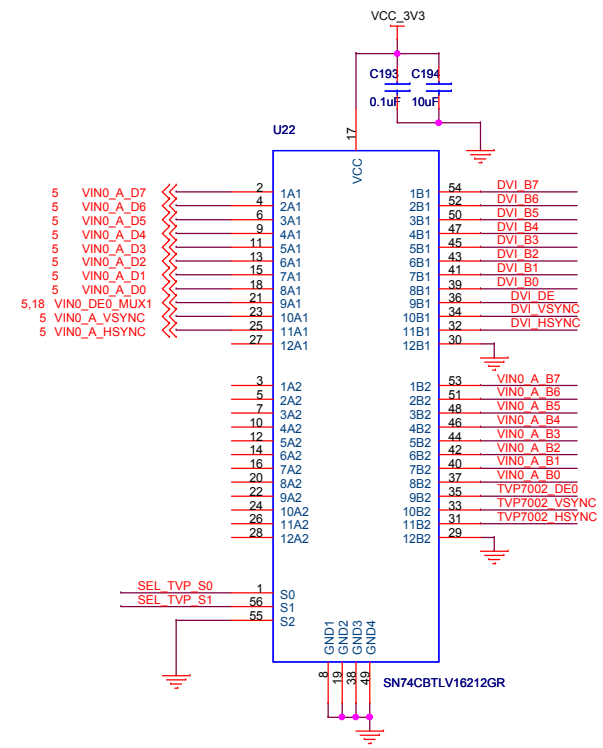 VCC_3V3
C193 C194
0.1uF 10uF
U22
17
VCC
5 VIN0_A_D7 2 1A1 1B1 54 DVI_B7
5 VIN0_A_D6 4 2A1 2B1 52 DVI_B6
5 VIN0_A_D5 6 3A1 3B1 50 DVI_B5
5 VIN0_A_D4 9 4A1 4B1 47 DVI_B4
5 VIN0_A_D3 11 5A1 5B1 45 DVI_B3
5 VIN0_A_D2 13 6A1 6B1 43 DVI_B2
5 VIN0_A_D1 15 7A1 7B1 41 DVI_B1
5 VIN0_A_D0 18 8A1 8B1 39 DVI_B0
5,18 VIN0_DE0_MUX1 21 9A1 9B1 36 DVI_DE
5 VIN0_A_VSYNC 23 10A1 10B1 34 DVI_VSYNC
5 VIN0_A_HSYNC 25 11A1 11B1 32 DVI_HSYNC
27 12A1 12B1 30
3 1A2 1B2 53 VIN0_A_B7
5 2A2 2B2 51 VIN0_A_B6
7 3A2 3B2 48 VIN0_A_B5
10 4A2 4B2 46 VIN0_A_B4
12 5A2 5B2 44 VIN0_A_B3
14 6A2 6B2 42 VIN0_A_B2
16 7A2 7B2 40 VIN0_A_B1
20 8A2 8B2 37 VIN0_A_B0
22 9A2 9B2 35 TVP7002_DE0
24 10A2 10B2 33 TVP7002_VSYNC
26 11A2 11B2 31 TVP7002_HSYNC
28 12A2 12B2 29
SEL_TVP_S0 1 S0
SEL_TVP_S1 56 S1
55 S2
GND1 GND2 GND3 GND4
8 19 38 49
SN74CBTLV16212GR